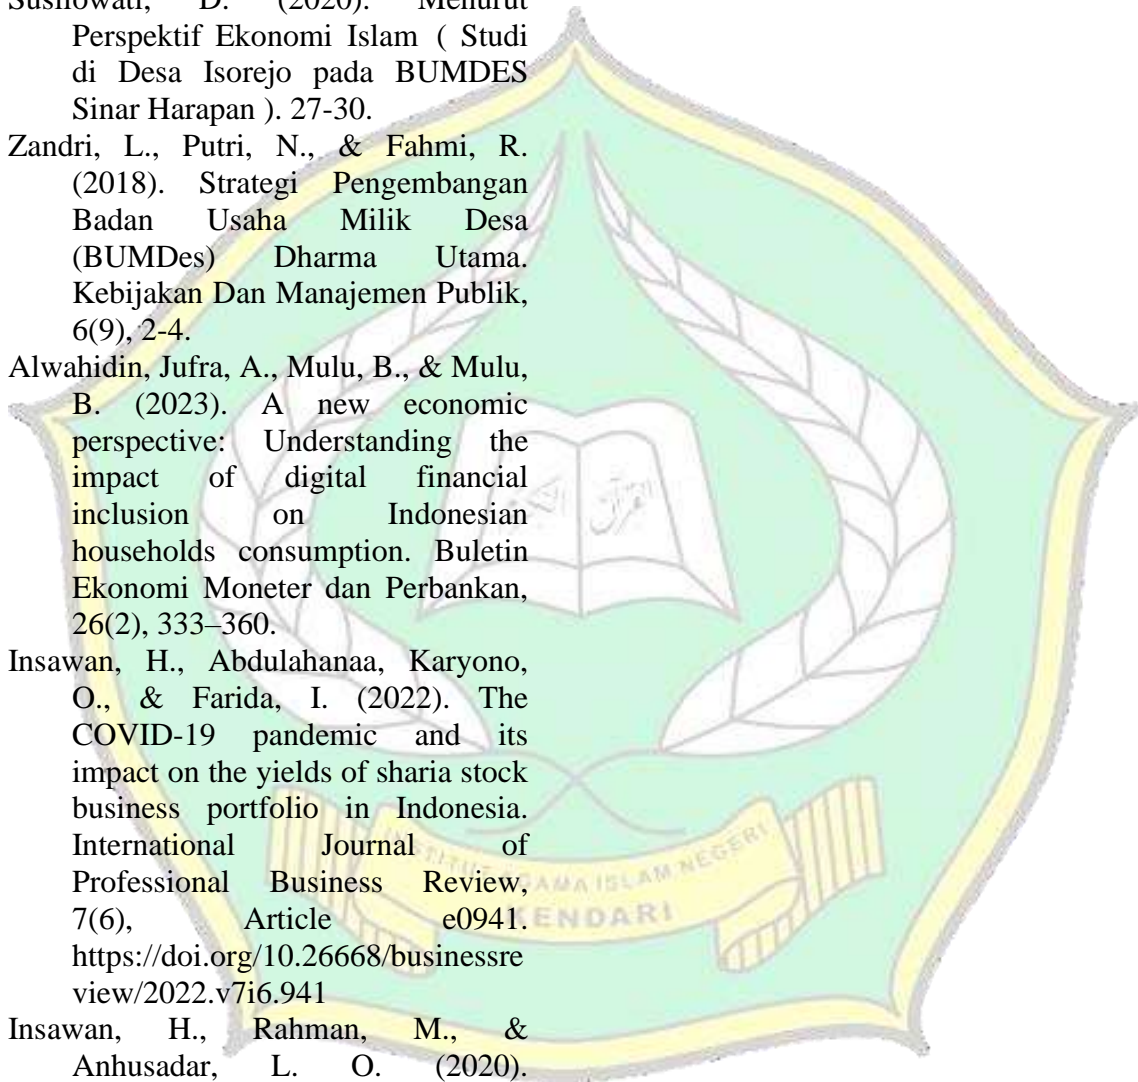 Susilowati, D. (2020). Menurut
Perspektif Ekonomi Islam ( Studi
di Desa Isorejo pada BUMDES
Sinar Harapan ). 27-30.
Zandri, L., Putri, N., & Fahmi, R.
(2018). Strategi Pengembangan
Badan Usaha Milik Desa
(BUMDes) Dharma Utama.
Kebijakan Dan Manajemen Publik,
6(9), 2-4.
Alwahidin, Jufra, A., Mulu, B., & Mulu,
B. (2023). A new economic
perspective: Understanding the
impact of digital financial
inclusion on Indonesian
households consumption. Buletin
Ekonomi Moneter dan Perbankan,
26(2), 333–360.
Insawan, H., Abdulahanaa, Karyono,
O., & Farida, I. (2022). The
COVID-19 pandemic and its
impact on the yields of sharia stock
business portfolio in Indonesia.
International Journal of
Professional Business Review,
7(6), Article e0941.
https://doi.org/10.26668/businessre
view/2022.v7i6.941
Insawan, H., Rahman, M., &
Anhusadar, L. O. (2020).
INSTITUT AGAMA ISLAM NEGERI
KENDARI